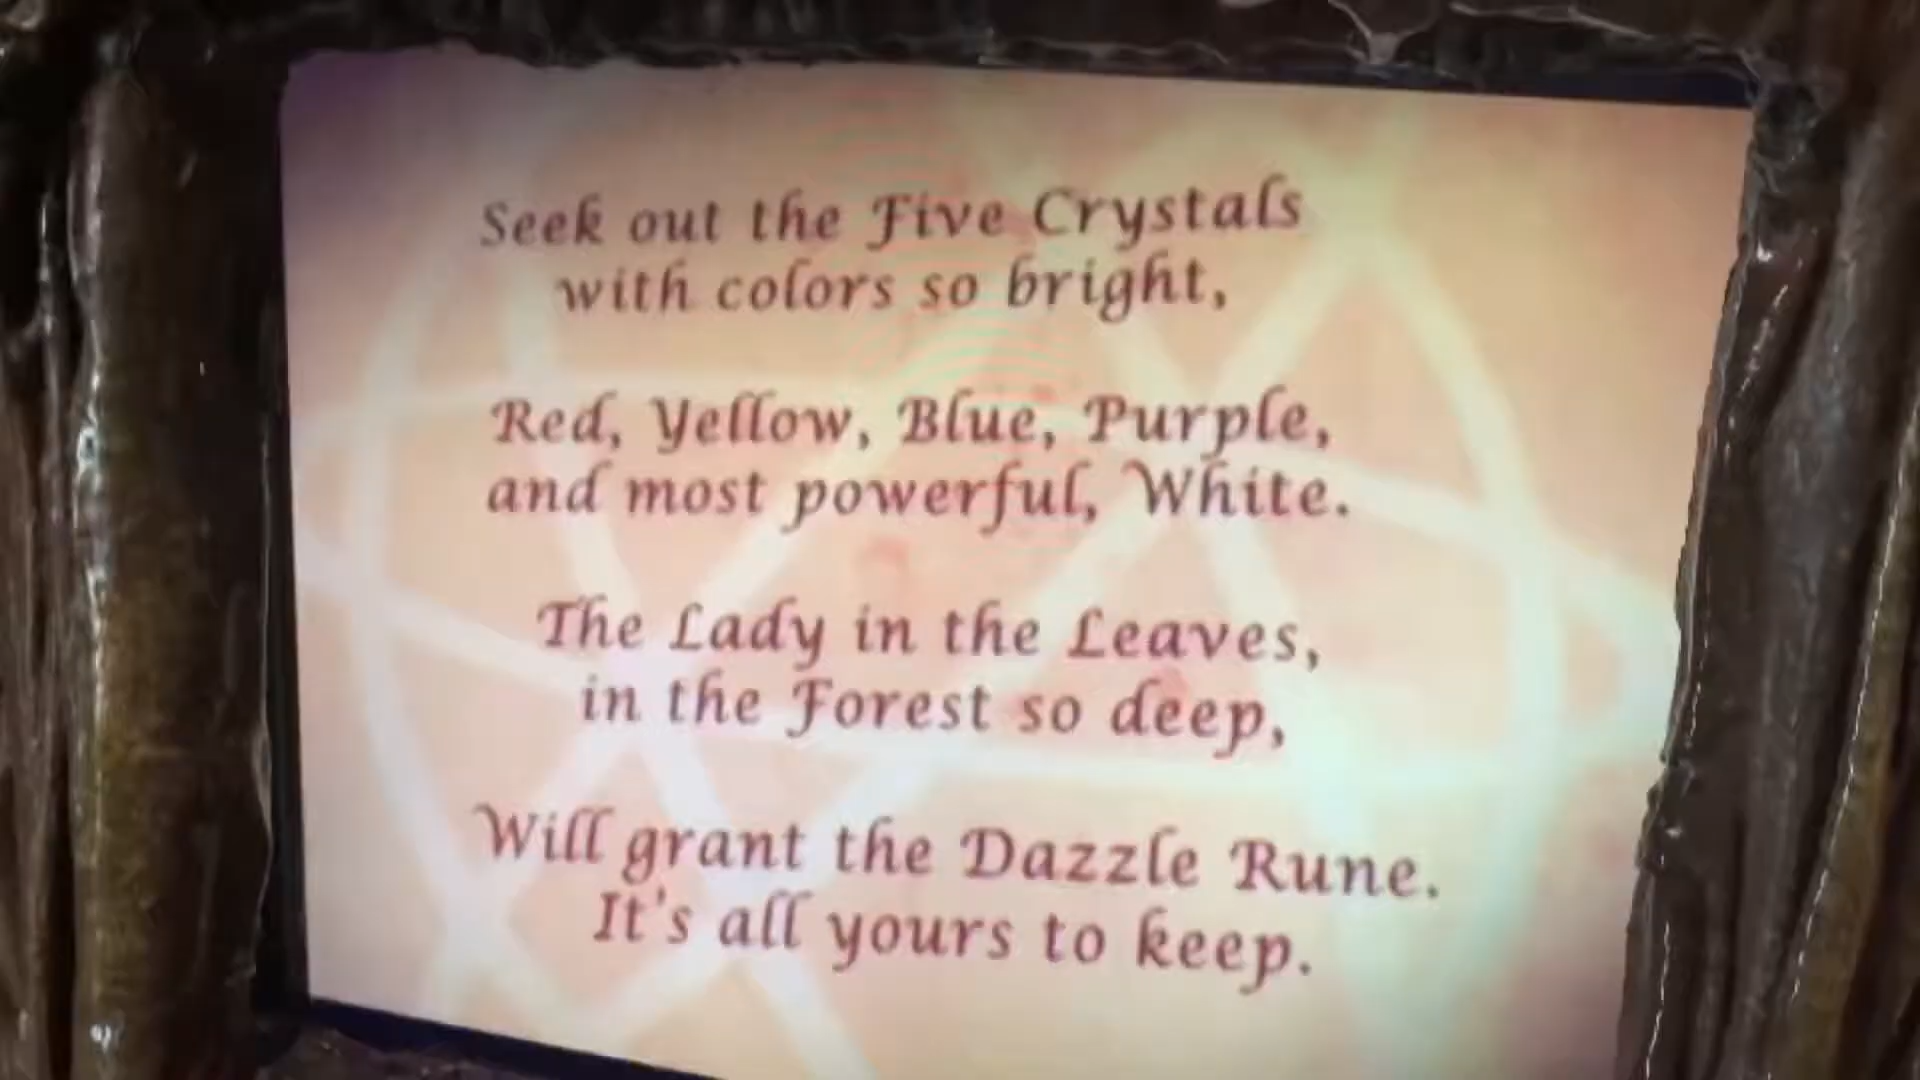 Seek out the Five Crystals
with colors so bright,
Red, Yellow, Blue, Purple,
and most powerful, White.
The Lady in the Leaves,
in the Forest so deep,
Will grant the Dazzle Rune.
It's all yours to keep.